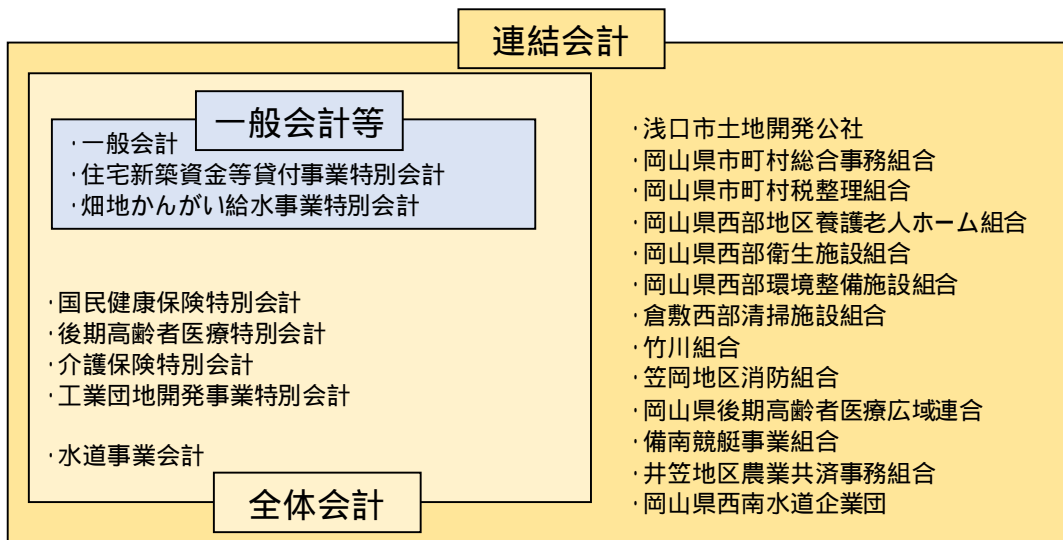 連結会計
一般会計等
・一般会計
・住宅新築資金等貸付事業特別会計
・畑地かんがい給水事業特別会計
・国民健康保険特別会計
・後期高齢者医療特別会計
・介護保険特別会計
・工業団地開発事業特別会計
・水道事業会計
全体会計
・浅口市土地開発公社
・岡山県市町村総合事務組合
・岡山県市町村税整理組合
・岡山県西部地区養護老人ホーム組合
・岡山県西部衛生施設組合
・岡山県西部環境整備施設組合
・倉敷西部清掃施設組合
・竹川組合
・笠岡地区消防組合
・岡山県後期高齢者医療広域連合
・備南競艇事業組合
・井笠地区農業共済事務組合
・岡山県西南水道企業団